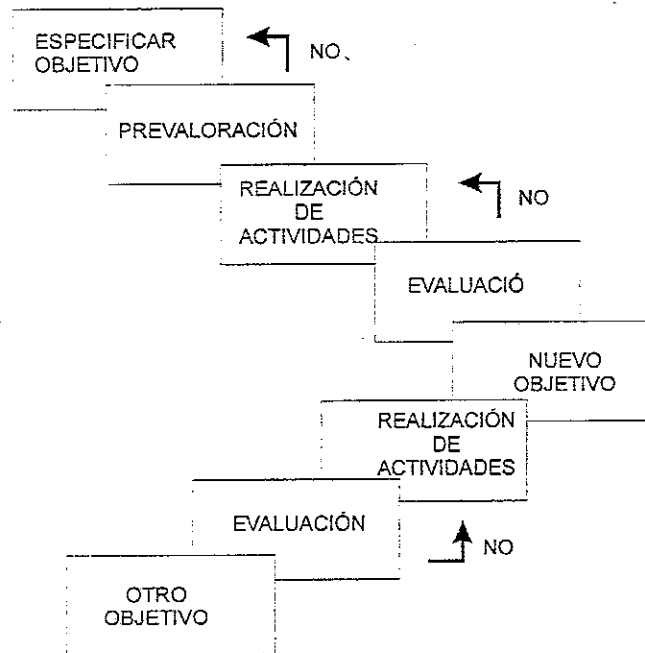 ESPECIFICAR
OBJETIVO
NO、
PREVALORACIÓN
REALIZACIÓN
DE
ACTIVIDADES
NO
EVALUACIÓ
NUEVO
OBJETIVO
REALIZACIÓN
DE
ACTIVIDADES
EVALUACIÓN
NO
OTRO
OBJETIVO